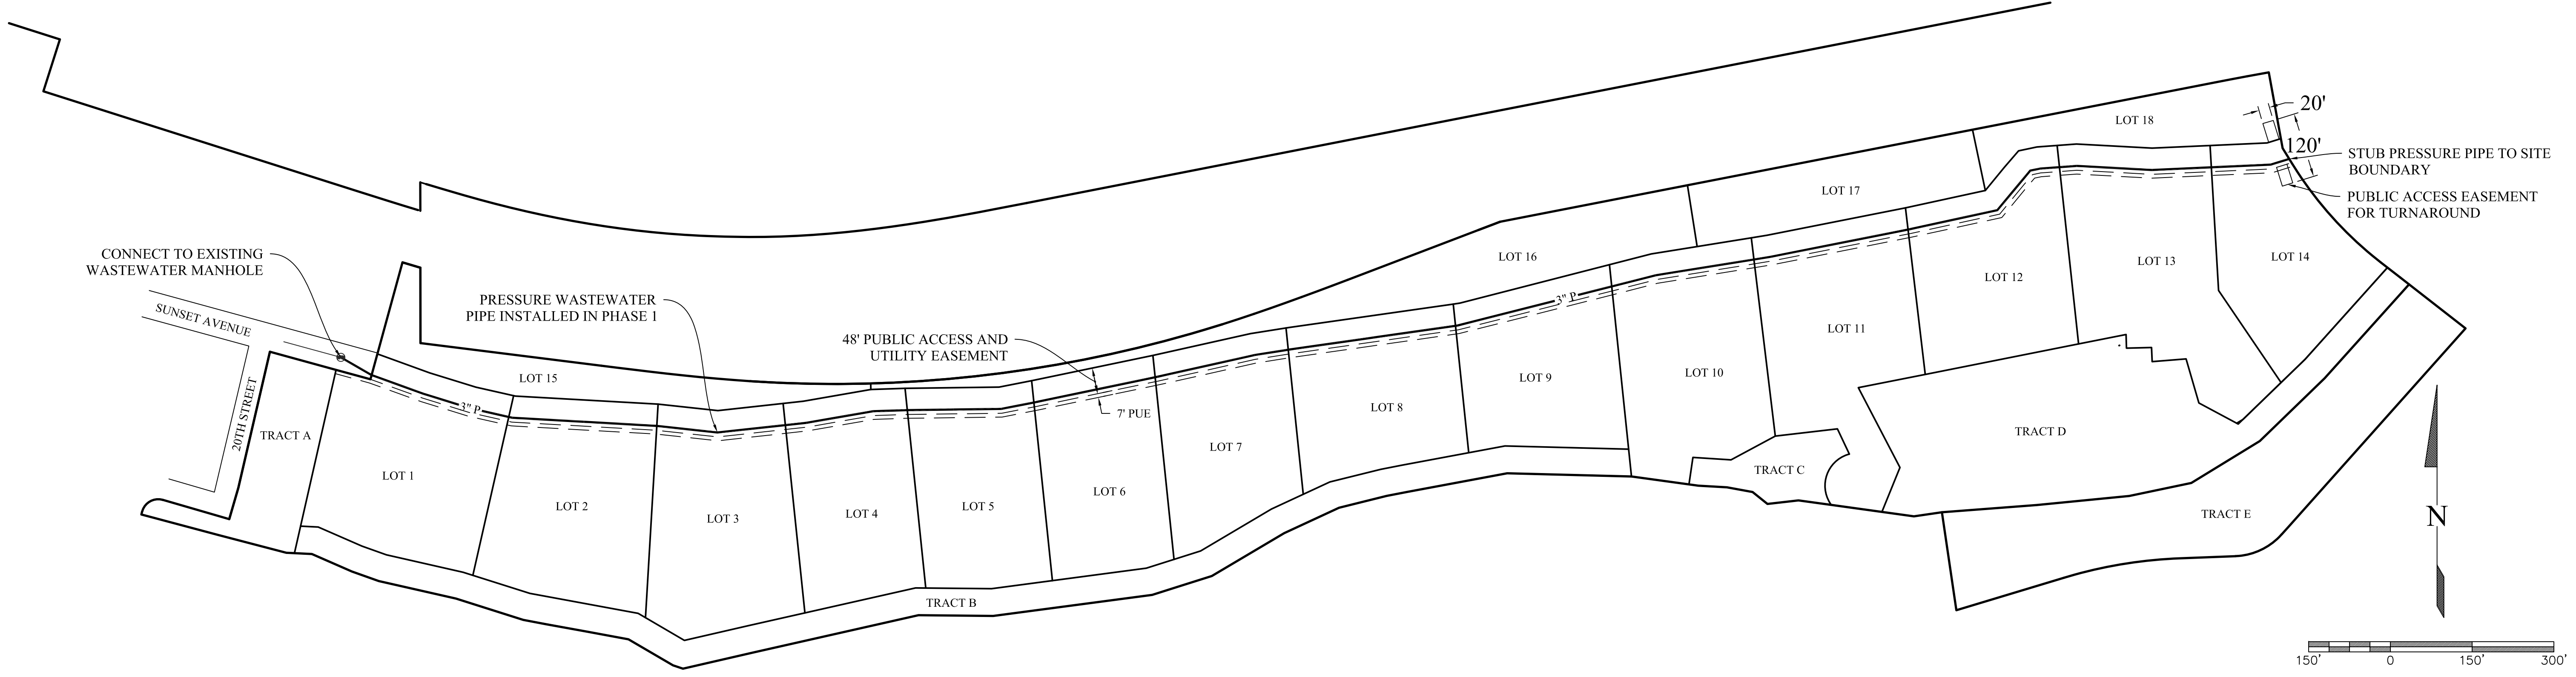 20'
LOT 18
120'
STUB PRESSURE PIPE TO SITE
BOUNDARY
PUBLIC ACCESS EASEMENT
FOR TURNAROUND
LOT 17
LOT 16
LOT 14
LOT 13
LOT 12
LOT 11
LOT 10
LOT 9
LOT 8
LOT 7
LOT 6
LOT 5
LOT 4
LOT 3
LOT 2
LOT 1
LOT 15
CONNECT TO EXISTING
WASTEWATER MANHOLE
SUNSET AVENUE
20TH STREET
PRESSURE WASTEWATER
PIPE INSTALLED IN PHASE 1
48' PUBLIC ACCESS AND
UTILITY EASEMENT
7' PUE
3" P
3" P
TRACT A
TRACT B
TRACT C
TRACT D
TRACT E
N
150' 0 150' 300'